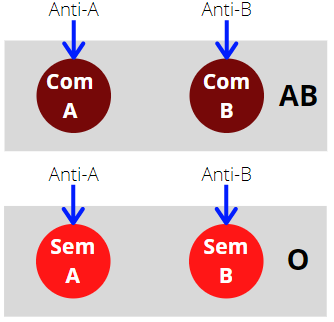 Anti-A Anti-B
Com A Com B AB
Anti-A Anti-B
Sem A Sem B O